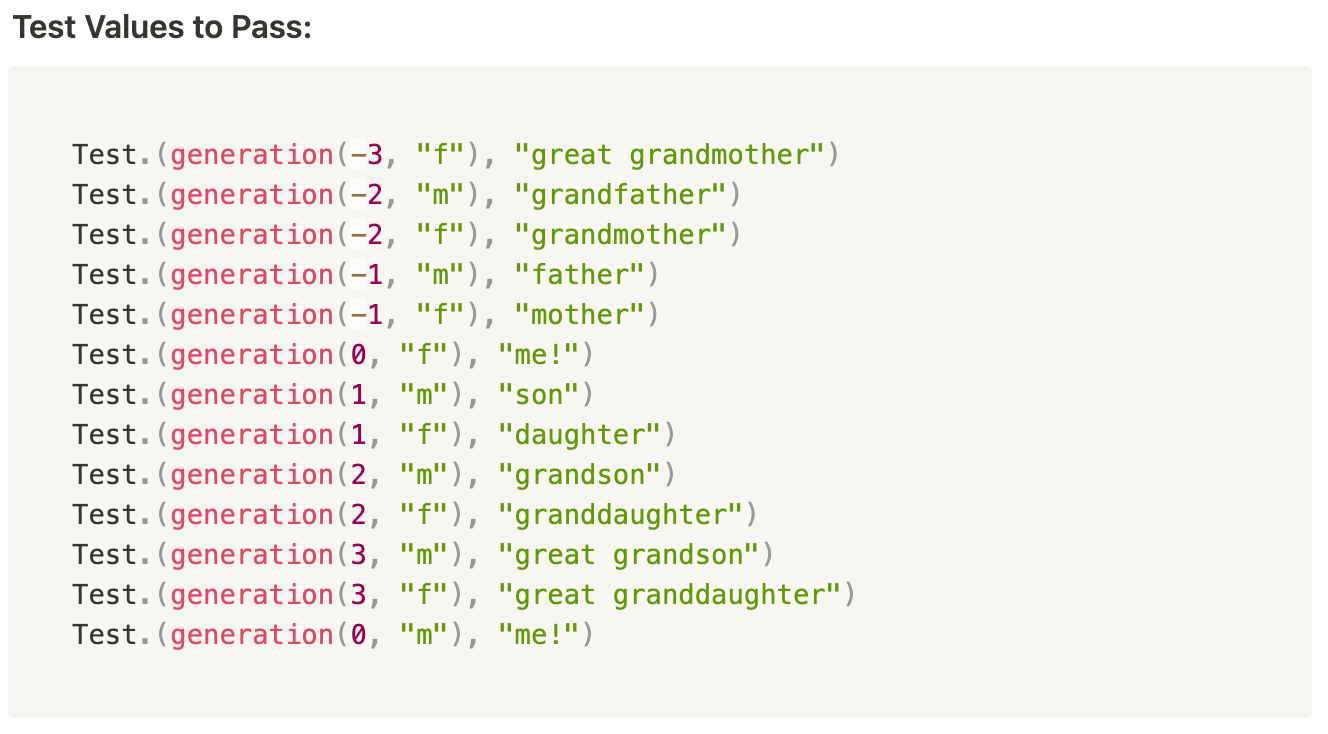 Test Values to Pass:
Test.(generation(−3, "f"), "great grandmother")
Test.(generation(−2, "m"), "grandfather")
Test.(generation(−2, "f"), "grandmother")
Test.(generation(−1, "m"), "father")
Test.(generation(−1, "f"), "mother")
Test.(generation(0, "f"), "me!")
Test.(generation(1, "m"), "son")
Test.(generation(1, "f"), "daughter")
Test.(generation(2, "m"), "grandson")
Test.(generation(2, "f"), "granddaughter")
Test.(generation(3, "m"), "great grandson")
Test.(generation(3, "f"), "great granddaughter")
Test.(generation(0, "m"), "me!")